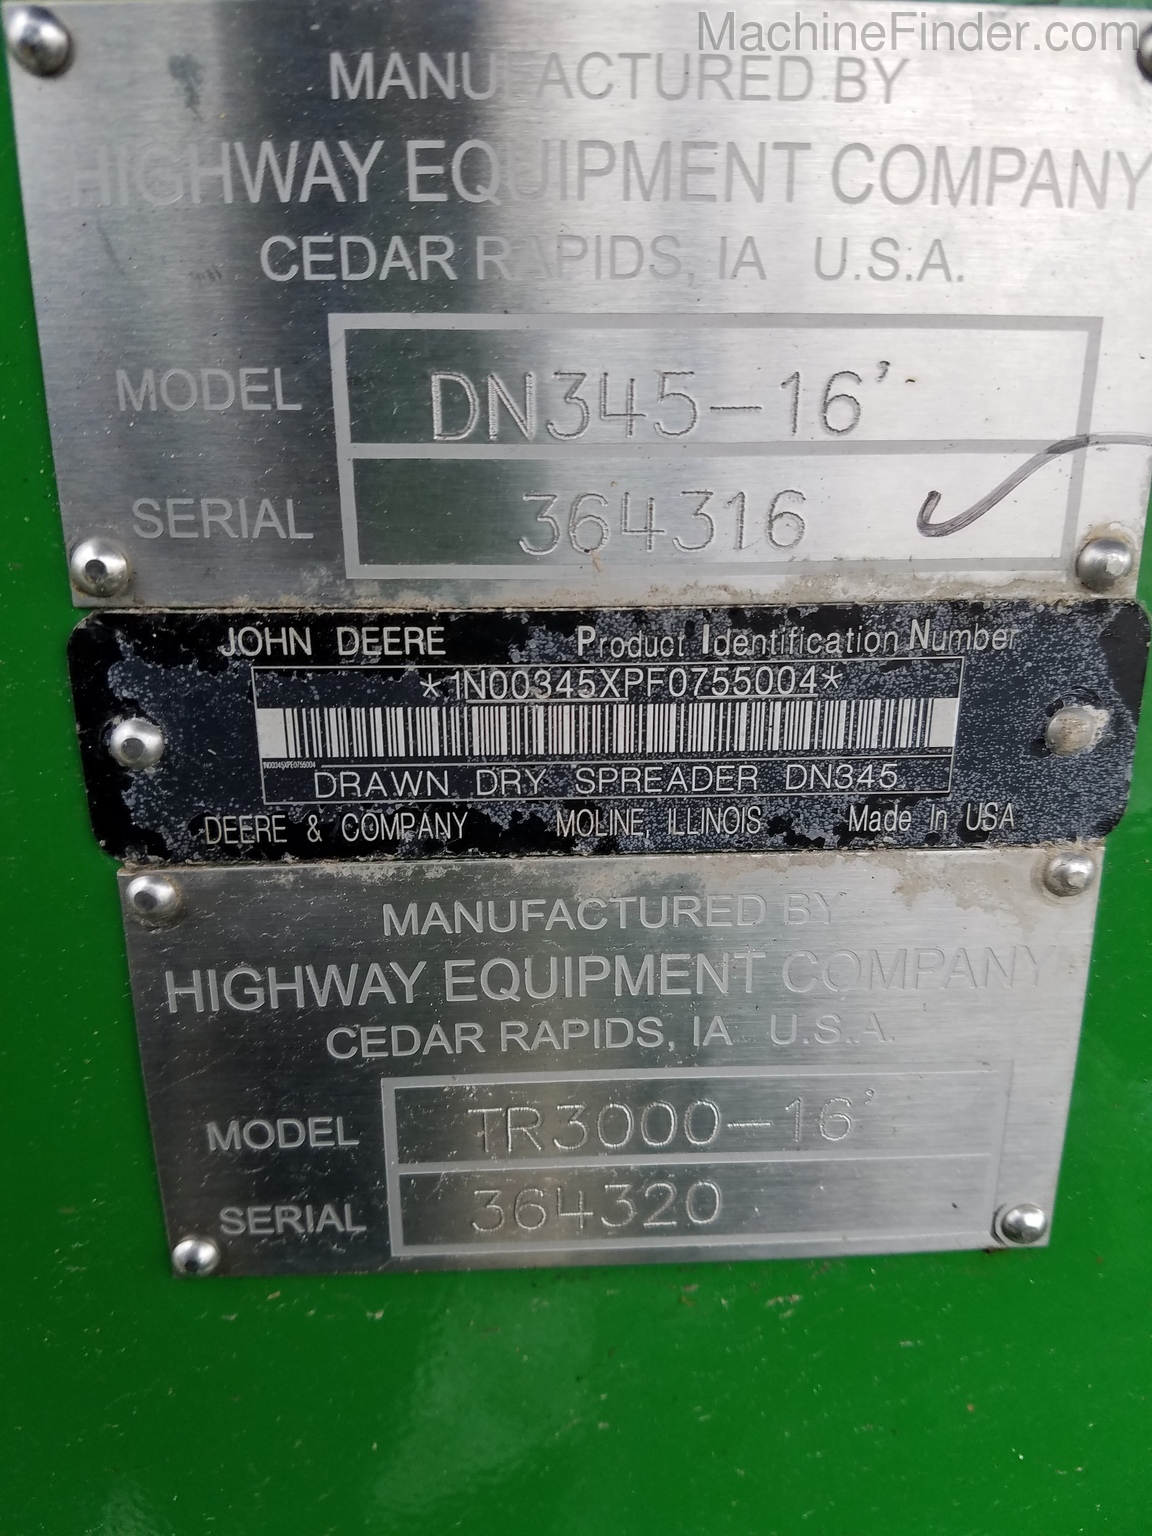 MachineFinder.com
MANUFACTURED BY
HIGHWAY EQUIPMENT COMPANY
CEDAR RAPIDS, IA U.S.A.
MODEL DN345-16'
SERIAL 364316
JOHN DEERE Product Identification Number
*1N00345XPF0755004*
1N00345XPE0755004
DRAWN DRY SPREADER DN345
DEERE & COMPANY MOLINE, ILLINOIS Made In USA
MANUFACTURED BY
HIGHWAY EQUIPMENT COMPANY
CEDAR RAPIDS, IA U.S.A.
MODEL TR3000-16'
SERIAL 364320